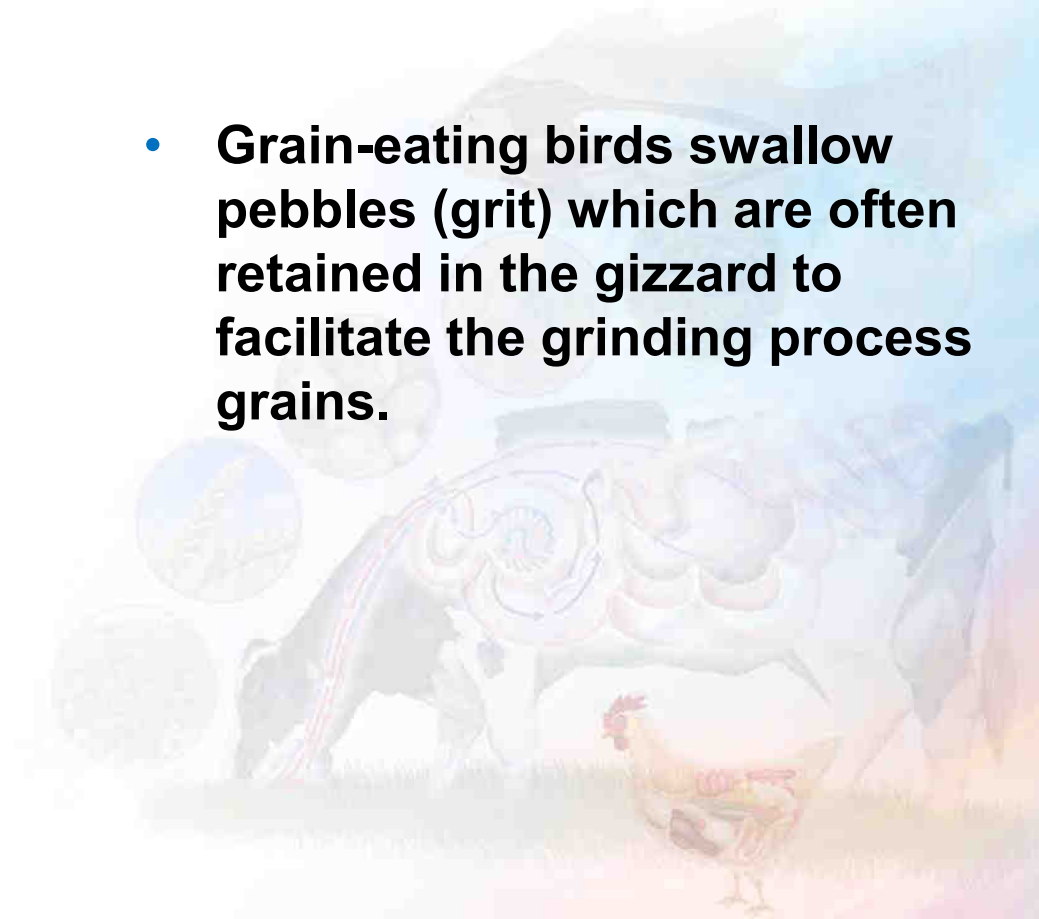 • Grain-eating birds swallow
pebbles (grit) which are often
retained in the gizzard to
facilitate the grinding process
grains.